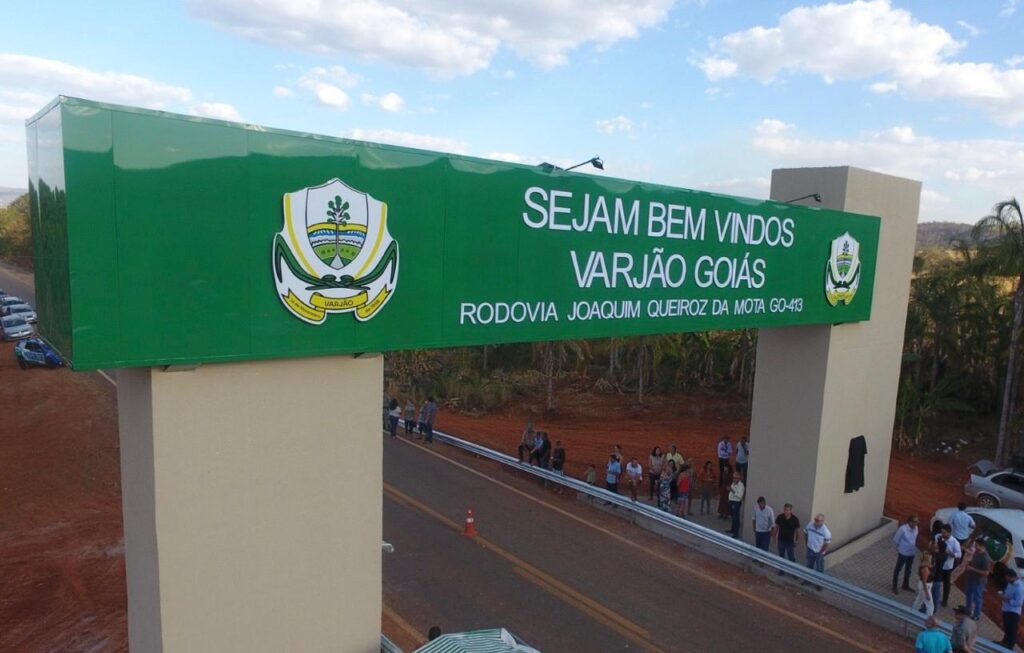 SEJAM BEM VINDOS
VARJÃO GOIÁS
RODOVIA JOAQUIM QUEIROZ DA MOTA GO-413
VARJÃO